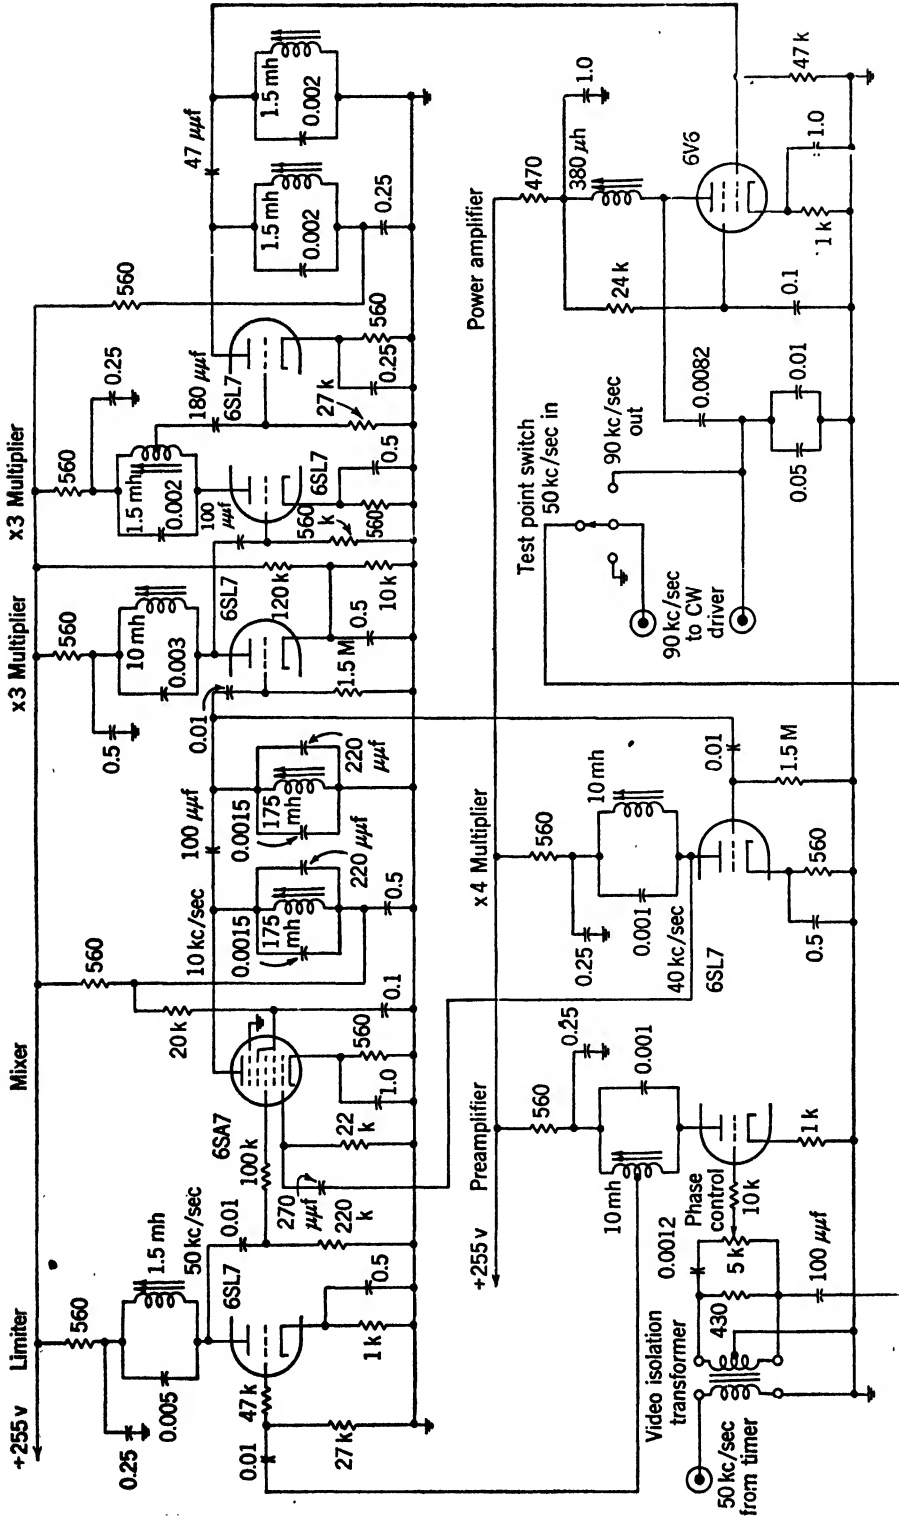 +255 v
Limiter
Mixer
x3 Multiplier
x3 Multiplier
560
0.25
1.5 mh
50 kc/sec
0.005
6SL7
0.01
47 k
27 k
1k
0.5
0.01
100 k
220
k
270
μμf
22
k
6SA7
1.0
560
20k
0.1
560
10 kc/sec
0.0015
175
mh
220 μμf
0.5
100 μμf
0.0015
175
mh
220
μμf
0.01
1.5 M
560
0.5
10 mh
0.003
6SL7
120k
0.5
10 k
100
μμf
560
k
560
0.25
1.5 mh
0.002
6SL7
0.5
560
180 μμf
27 k
6SL7
0.25
560
560
1.5 mh
0.002
0.25
47 μμf
1.5 mh
0.002
+255 v
Preamplifier
x4 Multiplier
Power amplifier
50 kc/sec
from timer
Video isolation
transformer
430
0.0012
5 k
Phase
control
10 k
100 μμf
1 k
10 mh
0.001
560
0.25
560
0.25
0.001
10 mh
40 kc/sec
6SL7
0.5
560
1.5 M
0.01
Test point switch
50 kc/sec in
90 kc/sec
out
90 kc/sec
to CW
driver
0.05
0.01
0.0082
24 k
0.1
470
380 μh
1.0
6V6
1 k
1.0
47 k